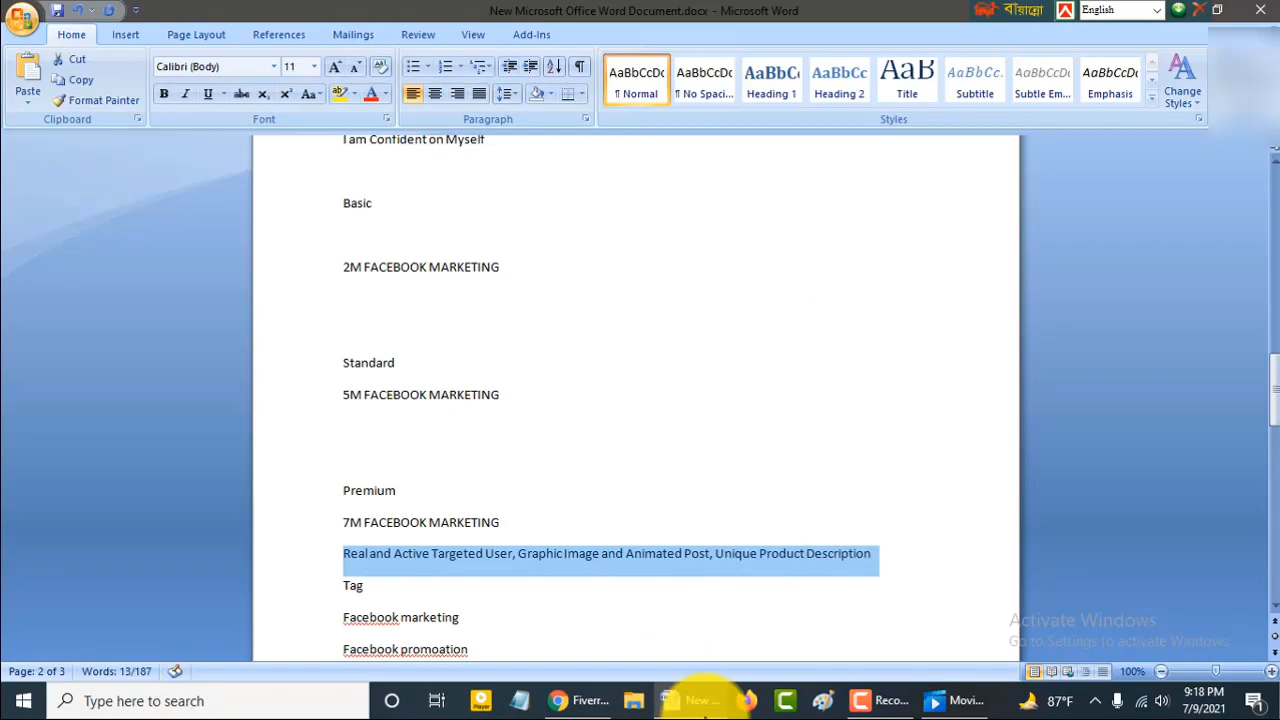 New Microsoft Office Word Document.docx - Microsoft Word
বাঁয়ান্নো English
Home Insert Page Layout References Mailings Review View Add-Ins
Paste Cut Copy Format Painter Clipboard
Calibri (Body) 11 Font
Paragraph
AaBbCcDc ¶ Normal
AaBbCcDc ¶ No Spaci...
AaBbC Heading 1
AaBbCc Heading 2
AaB Title
AaBbCc. Subtitle
AaBbCcDc Subtle Em...
AaBbCcDc Emphasis
Change Styles
Styles
I am Confident on Myself
Basic
2M FACEBOOK MARKETING
Standard
5M FACEBOOK MARKETING
Premium
7M FACEBOOK MARKETING
Real and Active Targeted User, Graphic Image and Animated Post, Unique Product Description
Tag
Facebook marketing
Facebook promoation
Activate Windows
Go to Settings to activate Windows.
Page: 2 of 3 Words: 13/187 100%
Type here to search Player Fiverr... New ... Reco... Movi... 87°F 9:18 PM
7/9/2021